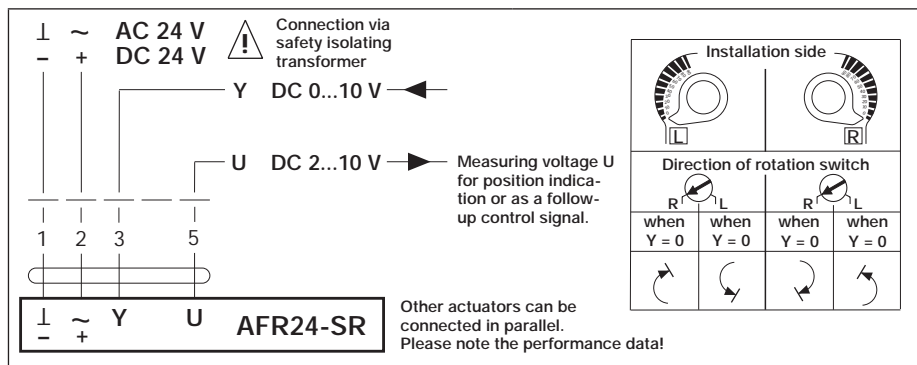 ⊥ ~ AC 24 V
– + DC 24 V
Connection via
safety isolating
transformer
Y DC 0...10 V
U DC 2...10 V
Measuring voltage U
for position indica-
tion or as a follow-
up control signal.
1 2 3 5
⊥ ~ Y U AFR24-SR
– +
Other actuators can be
connected in parallel.
Please note the performance data!
Installation side
L R
Direction of rotation switch
R L R L
when when when when
Y = 0 Y = 0 Y = 0 Y = 0